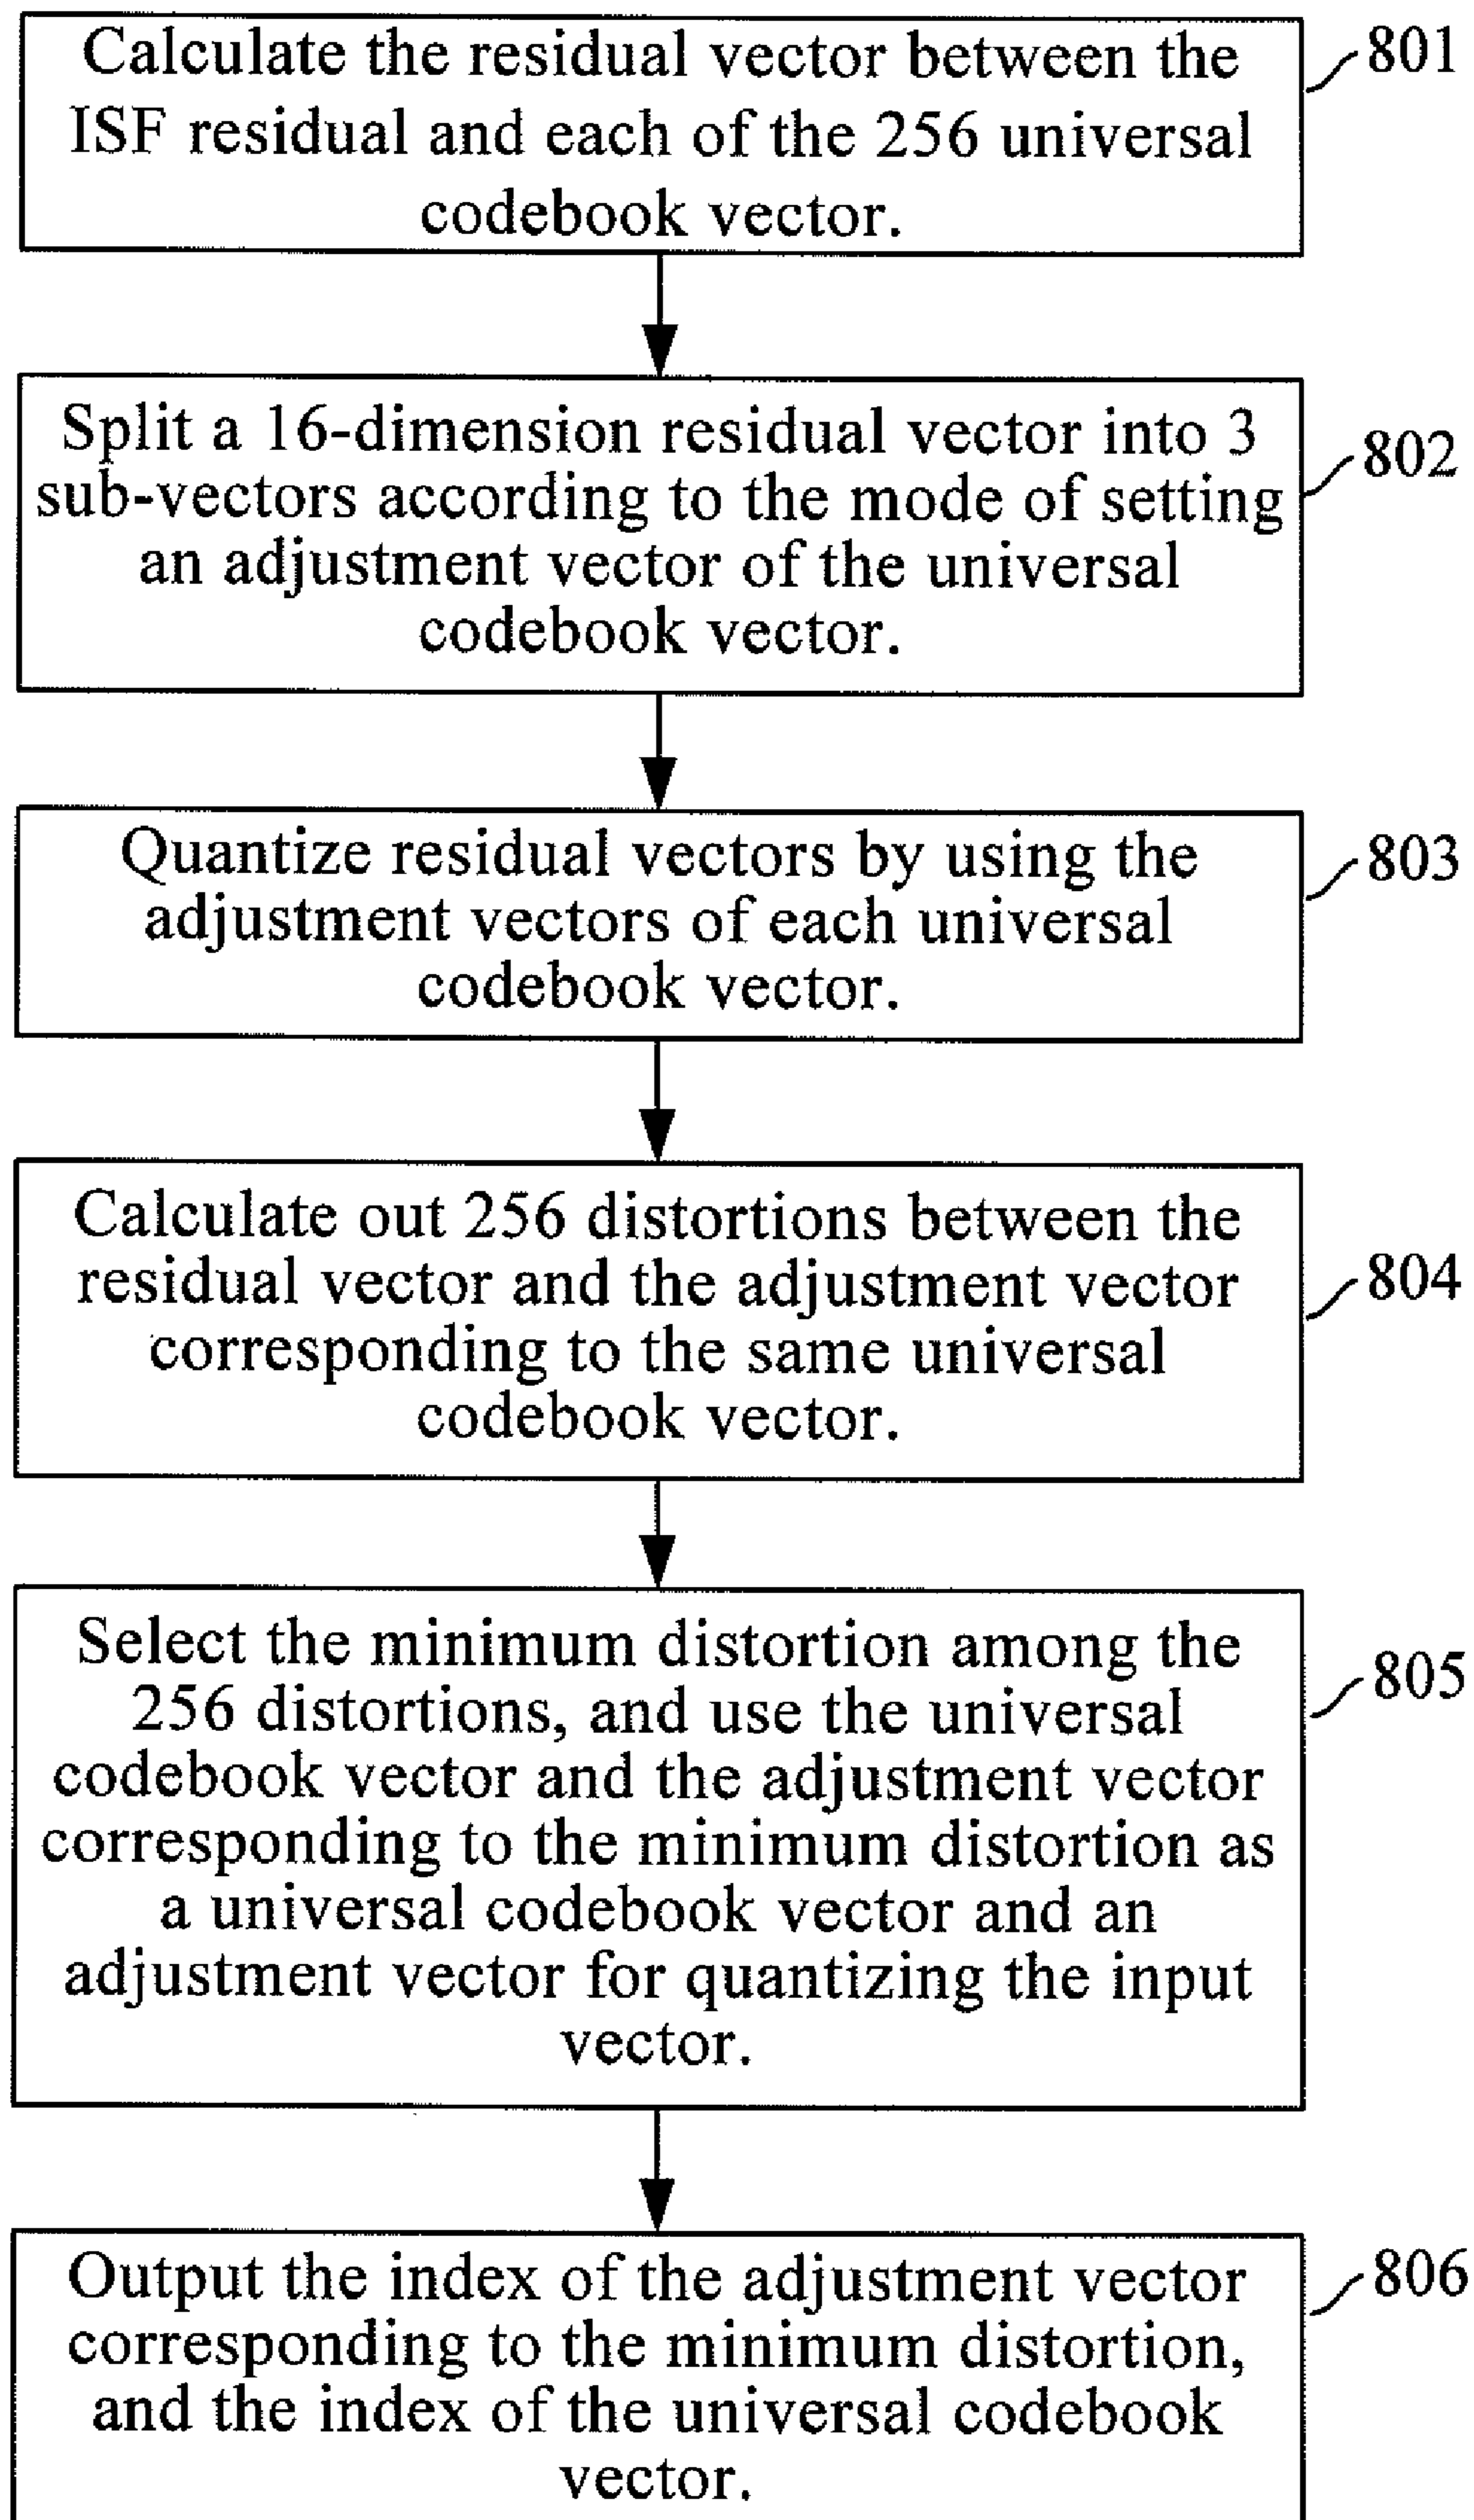 Calculate the residual vector between the
ISF residual and each of the 256 universal
codebook vector.
801
Split a 16-dimension residual vector into 3
sub-vectors according to the mode of setting
an adjustment vector of the universal
codebook vector.
802
Quantize residual vectors by using the
adjustment vectors of each universal
codebook vector.
803
Calculate out 256 distortions between the
residual vector and the adjustment vector
corresponding to the same universal
codebook vector.
804
Select the minimum distortion among the
256 distortions, and use the universal
codebook vector and the adjustment vector
corresponding to the minimum distortion as
a universal codebook vector and an
adjustment vector for quantizing the input
vector.
805
Output the index of the adjustment vector
corresponding to the minimum distortion,
and the index of the universal codebook
vector.
806